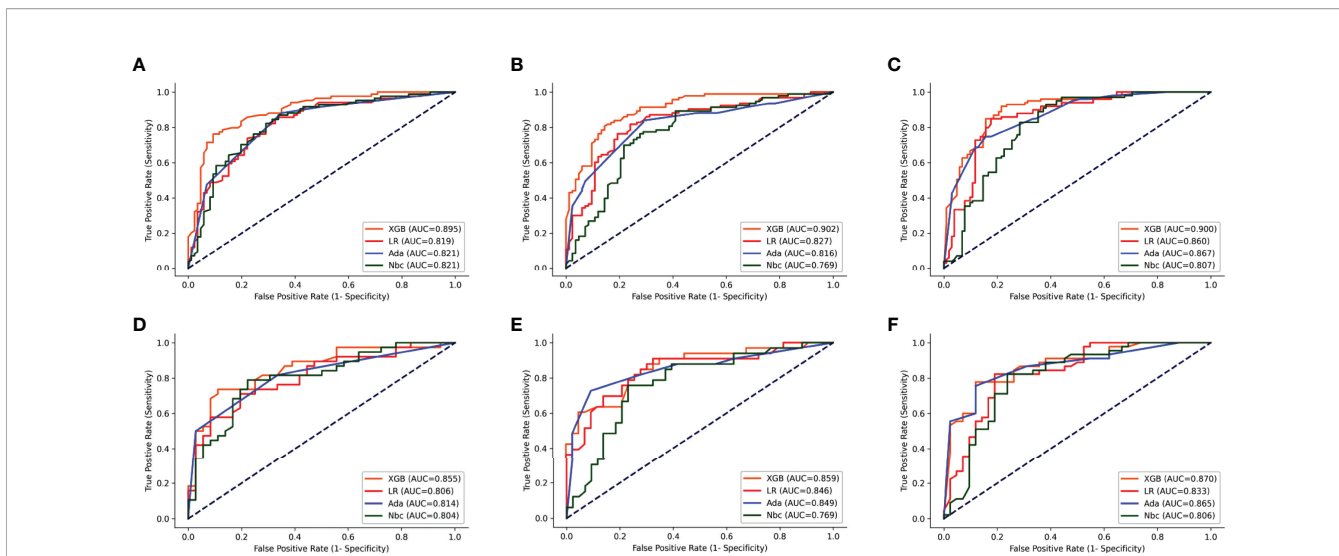 A
True Positive Rate (Sensitivity)
1.0
0.8
0.6
0.4
0.2
0.0
XGB (AUC=0.895)
LR (AUC=0.819)
Ada (AUC=0.821)
Nbc (AUC=0.821)
0.0 0.2 0.4 0.6 0.8 1.0
False Positive Rate (1- Specificity)
B
True Positive Rate (Sensitivity)
1.0
0.8
0.6
0.4
0.2
0.0
XGB (AUC=0.902)
LR (AUC=0.827)
Ada (AUC=0.816)
Nbc (AUC=0.769)
0.0 0.2 0.4 0.6 0.8 1.0
False Positive Rate (1- Specificity)
C
True Positive Rate (Sensitivity)
1.0
0.8
0.6
0.4
0.2
0.0
XGB (AUC=0.900)
LR (AUC=0.860)
Ada (AUC=0.867)
Nbc (AUC=0.807)
0.0 0.2 0.4 0.6 0.8 1.0
False Positive Rate (1- Specificity)
D
True Positive Rate (Sensitivity)
1.0
0.8
0.6
0.4
0.2
0.0
XGB (AUC=0.855)
LR (AUC=0.806)
Ada (AUC=0.814)
Nbc (AUC=0.804)
0.0 0.2 0.4 0.6 0.8 1.0
False Positive Rate (1- Specificity)
E
True Positive Rate (Sensitivity)
1.0
0.8
0.6
0.4
0.2
0.0
XGB (AUC=0.859)
LR (AUC=0.846)
Ada (AUC=0.849)
Nbc (AUC=0.769)
0.0 0.2 0.4 0.6 0.8 1.0
False Positive Rate (1- Specificity)
F
True Positive Rate (Sensitivity)
1.0
0.8
0.6
0.4
0.2
0.0
XGB (AUC=0.870)
LR (AUC=0.833)
Ada (AUC=0.865)
Nbc (AUC=0.806)
0.0 0.2 0.4 0.6 0.8 1.0
False Positive Rate (1- Specificity)